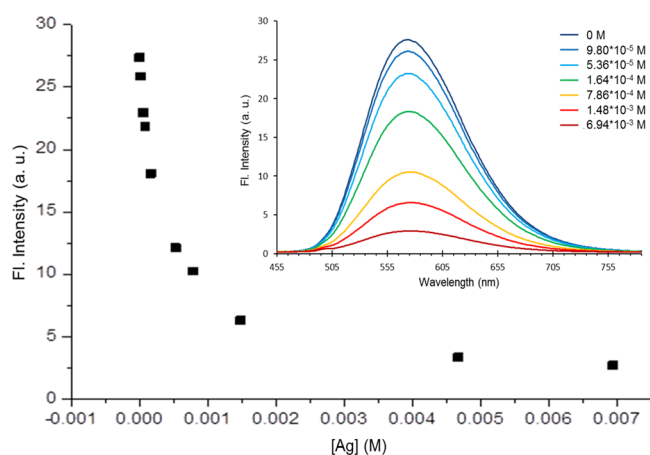 30
25
20
15
10
5
0
Fl. Intensity (a. u.)
-0.001 0.000 0.001 0.002 0.003 0.004 0.005 0.006 0.007
[Ag] (M)
30
25
20
15
10
5
0
Fl. Intensity (a. u.)
455 505 555 605 655 705 755
Wavelength (nm)
0 M
9.80*10⁻⁵ M
5.36*10⁻⁵ M
1.64*10⁻⁴ M
7.86*10⁻⁴ M
1.48*10⁻³ M
6.94*10⁻³ M